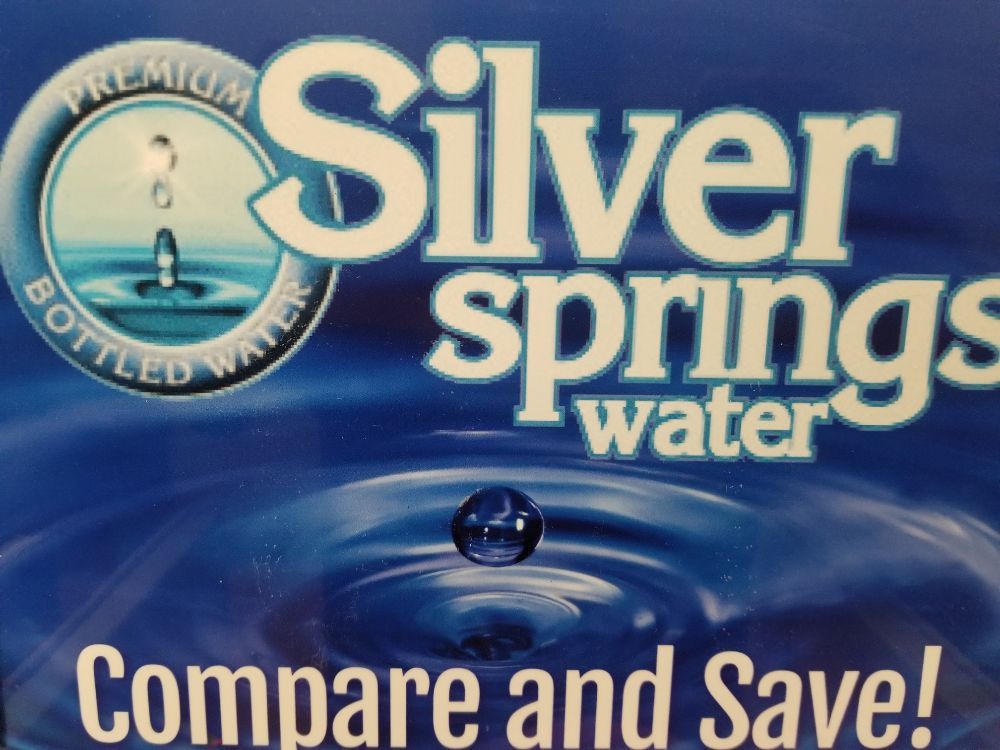 PREMIUM
BOTTLED WATER
Silver
springs
water
Compare and Save!